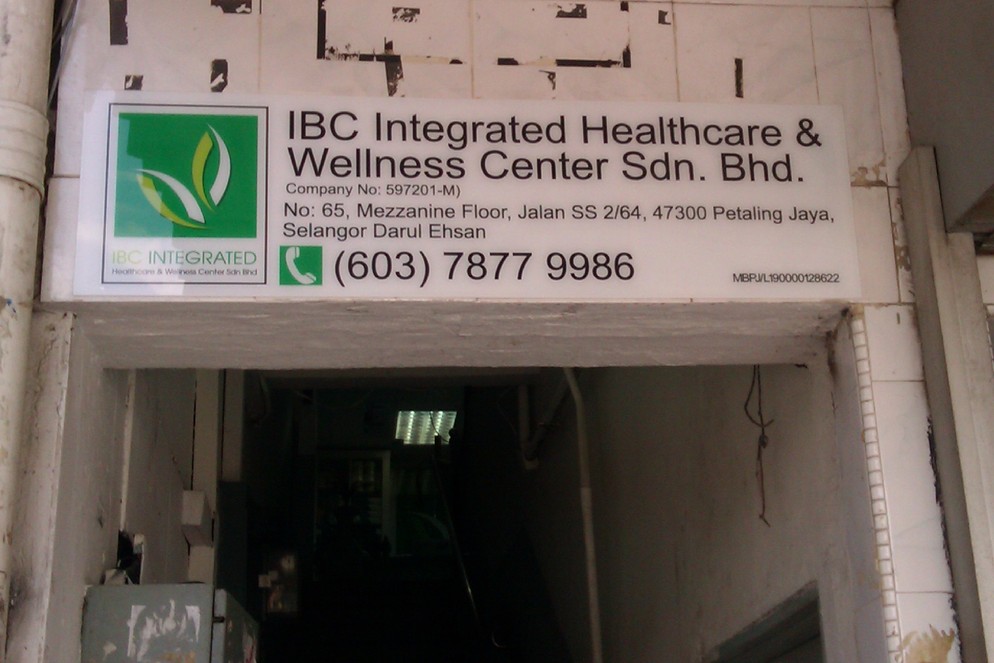 IBC Integrated Healthcare &
Wellness Center Sdn. Bhd.
Company No: 597201-M)
No: 65, Mezzanine Floor, Jalan SS 2/64, 47300 Petaling Jaya,
Selangor Darul Ehsan
(603) 7877 9986
MBPJ/L190000128622
IBC INTEGRATED
Healthcare & Wellness Center Sdn Bhd